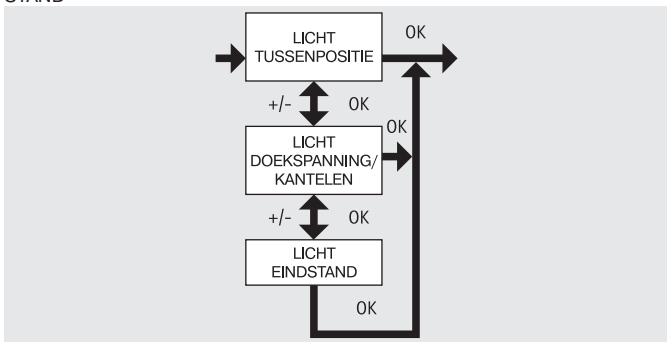 STAND
LICHT
TUSSENPOSITIE
OK
+/- OK
OK
LICHT
DOEKSPANNING/
KANTELEN
+/- OK
LICHT
EINDSTAND
OK